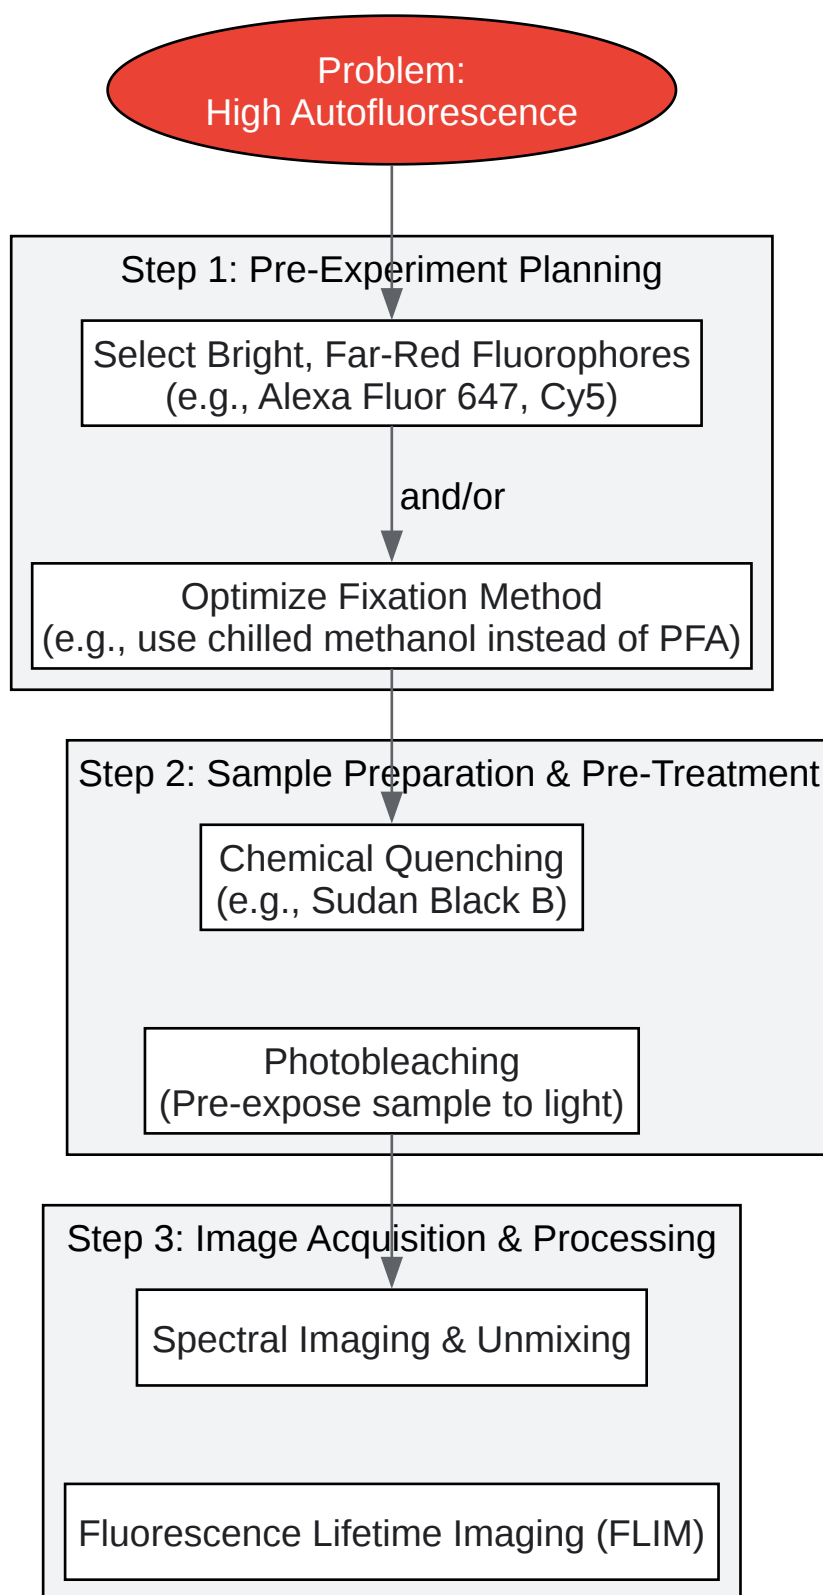 Problem:
High Autofluorescence
Step 1: Pre-Experiment Planning
Select Bright, Far-Red Fluorophores
(e.g., Alexa Fluor 647, Cy5)
and/or
Optimize Fixation Method
(e.g., use chilled methanol instead of PFA)
Step 2: Sample Preparation & Pre-Treatment
Chemical Quenching
(e.g., Sudan Black B)
Photobleaching
(Pre-expose sample to light)
Step 3: Image Acquisition & Processing
Spectral Imaging & Unmixing
Fluorescence Lifetime Imaging (FLIM)